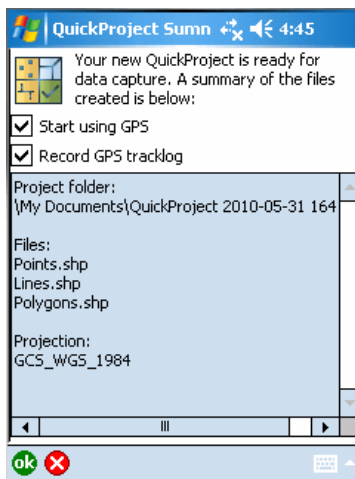 QuickProject Sumn 4:45
Your new QuickProject is ready for
data capture. A summary of the files
created is below:
Start using GPS
Record GPS tracklog
Project folder:
\My Documents\QuickProject 2010-05-31 164
Files:
Points.shp
Lines.shp
Polygons.shp
Projection:
GCS_WGS_1984
ok